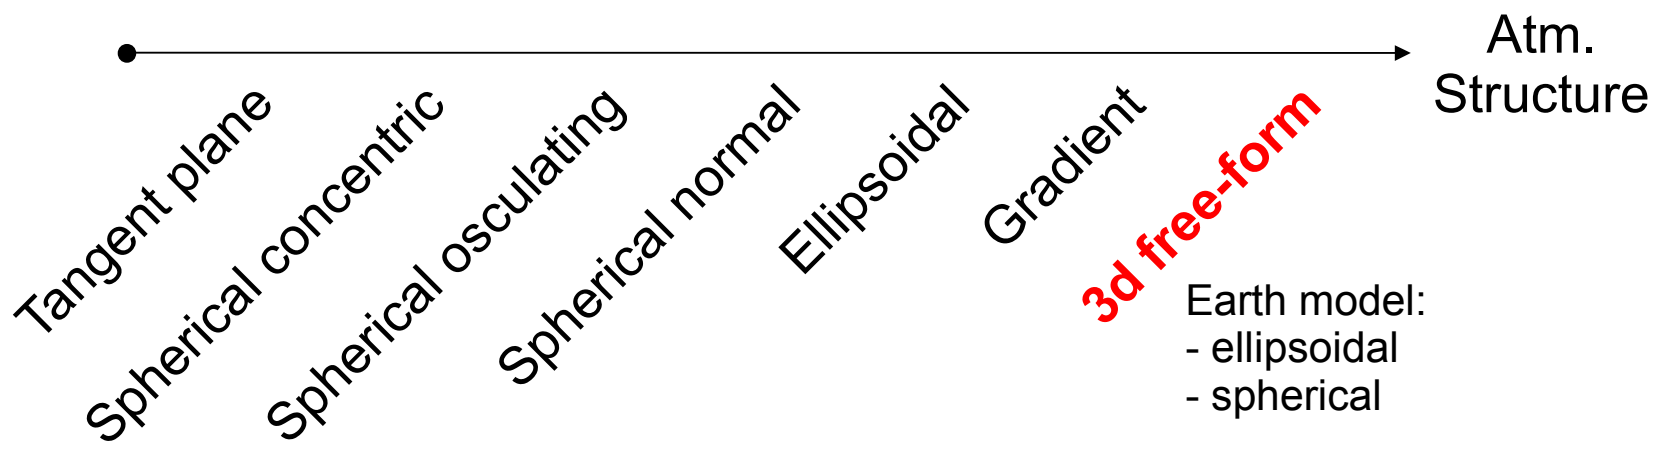 Atm.
Structure
Tangent plane
Spherical concentric
Spherical osculating
Spherical normal
Ellipsoidal
Gradient
3d free-form
Earth model:
- ellipsoidal
- spherical